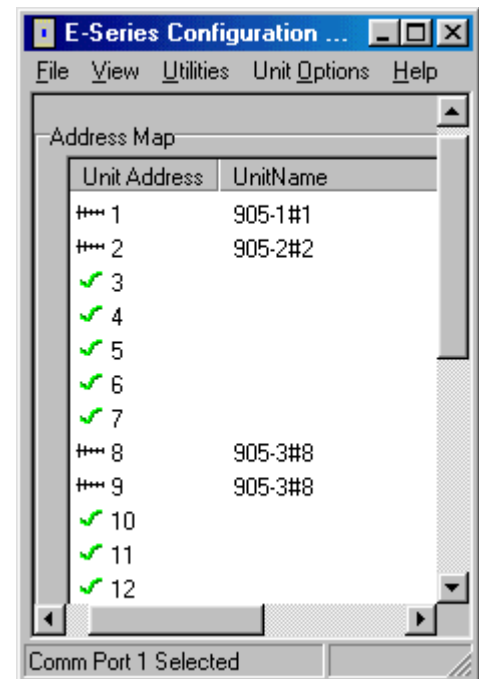 E-Series Configuration ...
File View Utilities Unit Options Help
Address Map
Unit Address UnitName
1 905-1#1
2 905-2#2
3
4
5
6
7
8 905-3#8
9 905-3#8
10
11
12
Comm Port 1 Selected